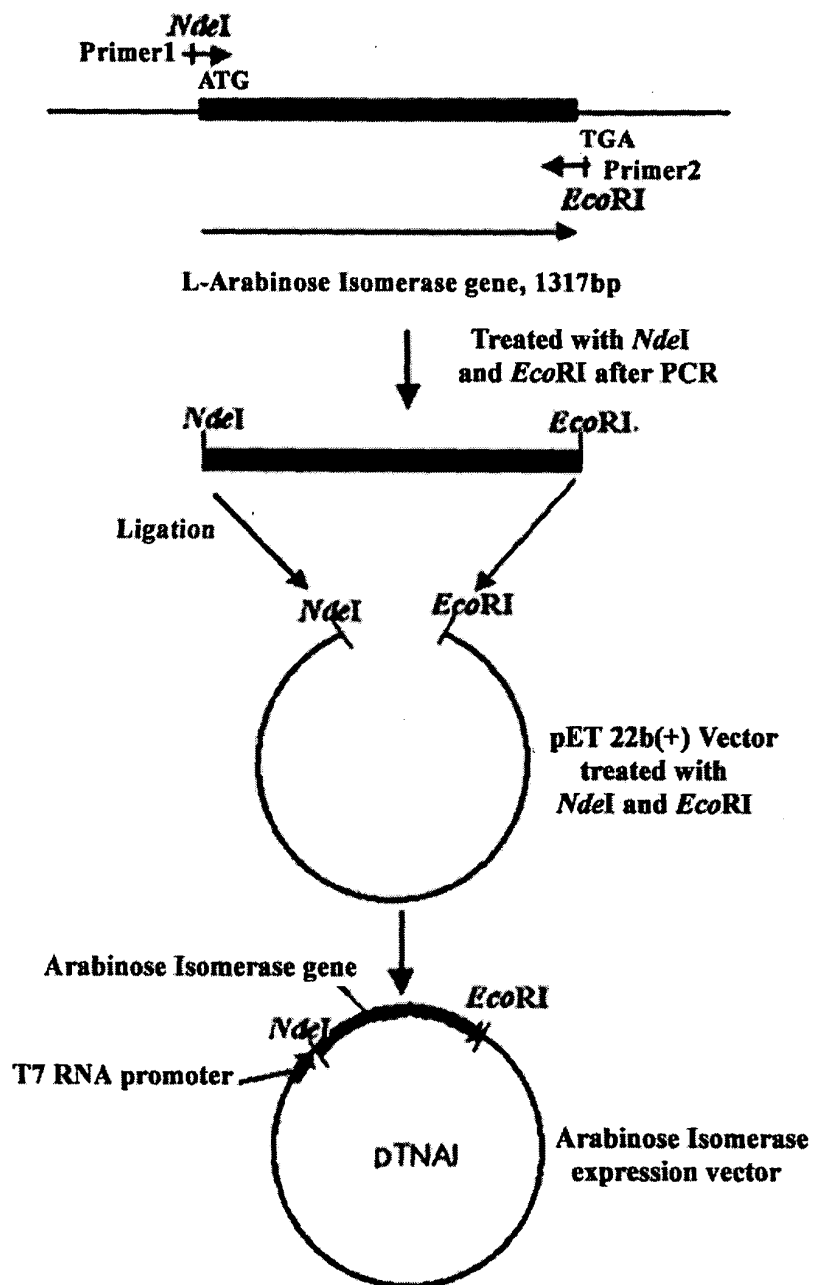 NdeI
Primer1
ATG
TGA
Primer2
EcoRI
L-Arabinose Isomerase gene, 1317bp
Treated with NdeI
and EcoRI after PCR
NdeI
EcoRI.
Ligation
NdeI
EcoRI
pET 22b(+) Vector
treated with
NdeI and EcoRI
Arabinose Isomerase gene
EcoRI
NdeI
T7 RNA promoter
pTNAI
Arabinose Isomerase
expression vector